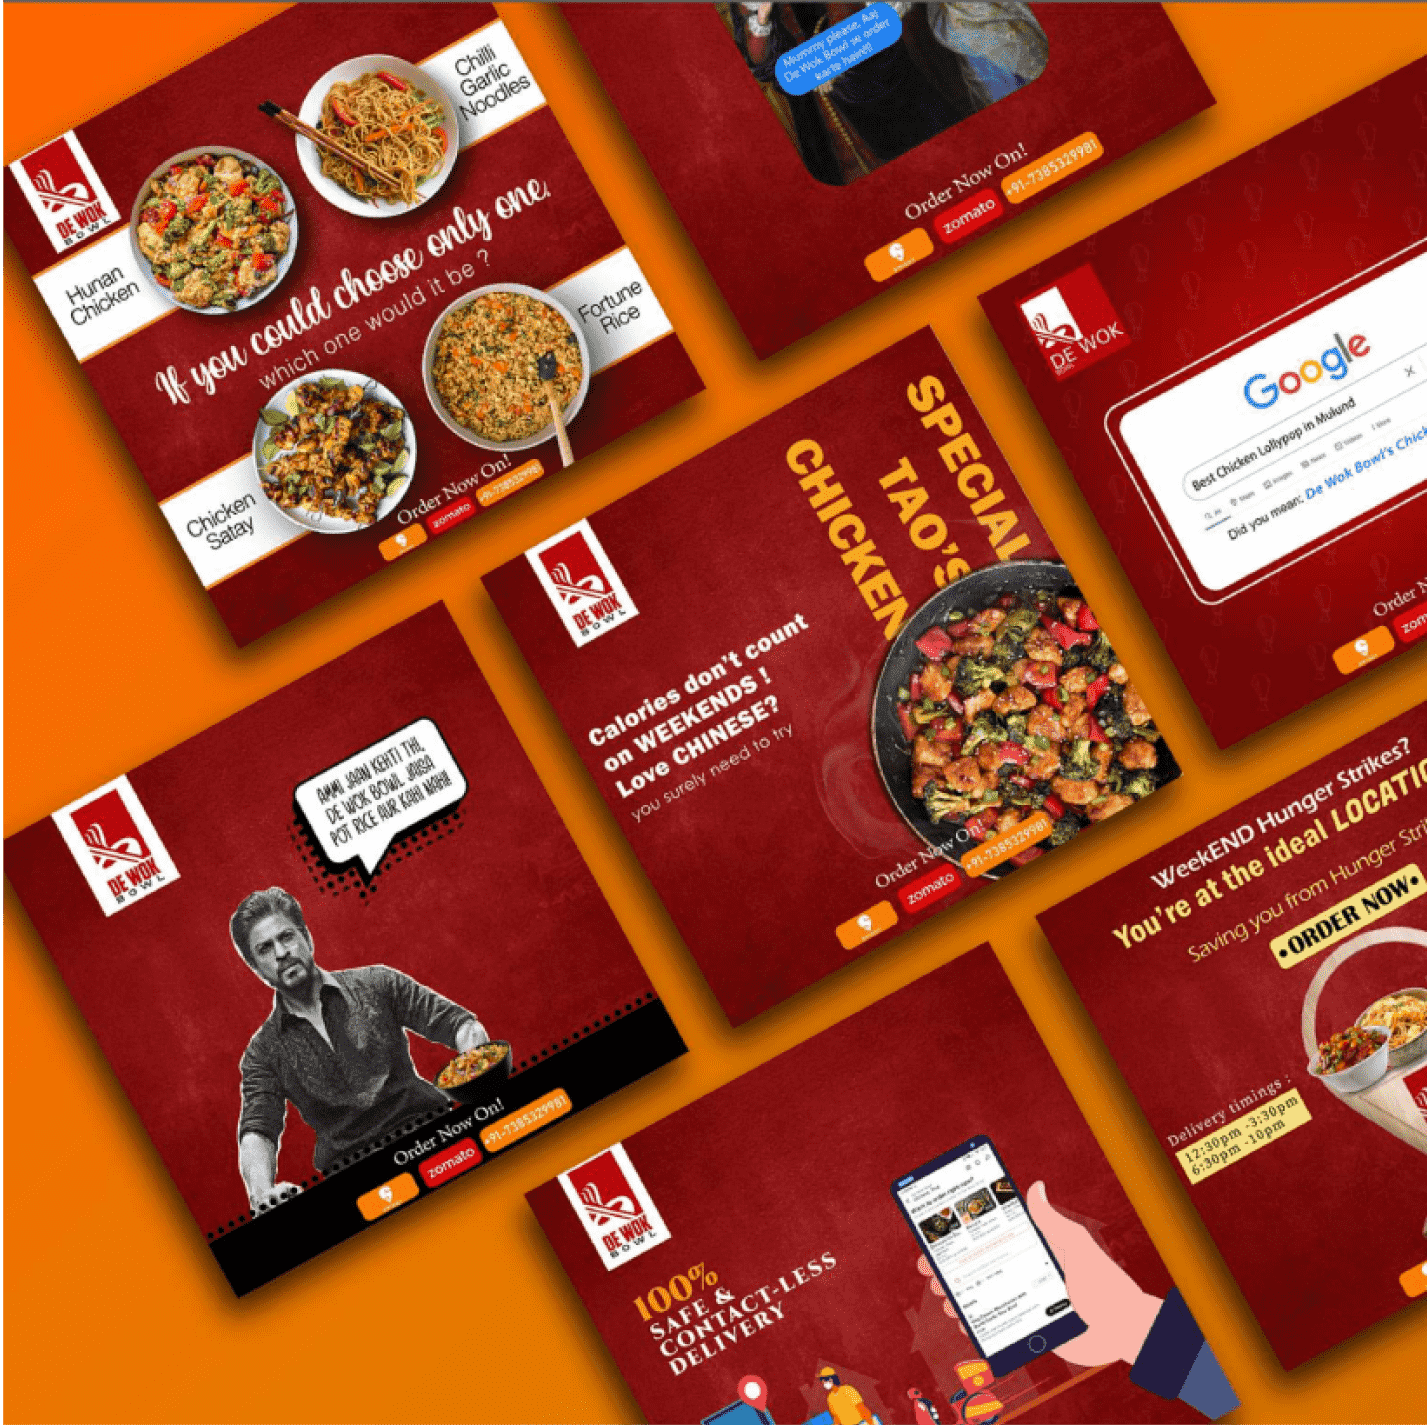 Chilli
Garlic
Noodles
DE WOK
BOWL
Hunan
Chicken
If you could choose only one,
which one would it be ?
Fortune
Rice
Chicken
Satay
Order Now On!
zomato
+91-7385329981
Mummy please, Aaj
De Wok Bowl se order
karte hain!!!
Order Now On!
zomato
+91-7385329981
DE WOK
Google
Best Chicken Lollypop in Mulund
Did you mean: De Wok Bowl's Chick
Order N
zom
SPECIAL
TAO'S
CHICKEN
DE WOK
BOWL
Calories don't count
on WEEKENDS !
Love CHINESE?
you surely need to try
Order Now On!
zomato
+91-7385329981
DE WOK
BOWL
AMMI JAAN KEHTI THI,
DE WOK BOWL JAISA
POT RICE AUR KAHI NAHI!
Order Now On!
zomato
+91-7385329981
WeekEND Hunger Strikes?
You're at the ideal LOCATIO
Saving you from Hunger Stri
•ORDER NOW•
Delivery timings :
12:30pm -3:30pm
6:30pm -10pm
DE WOK
BOWL
100%
SAFE &
CONTACT-LESS
DELIVERY